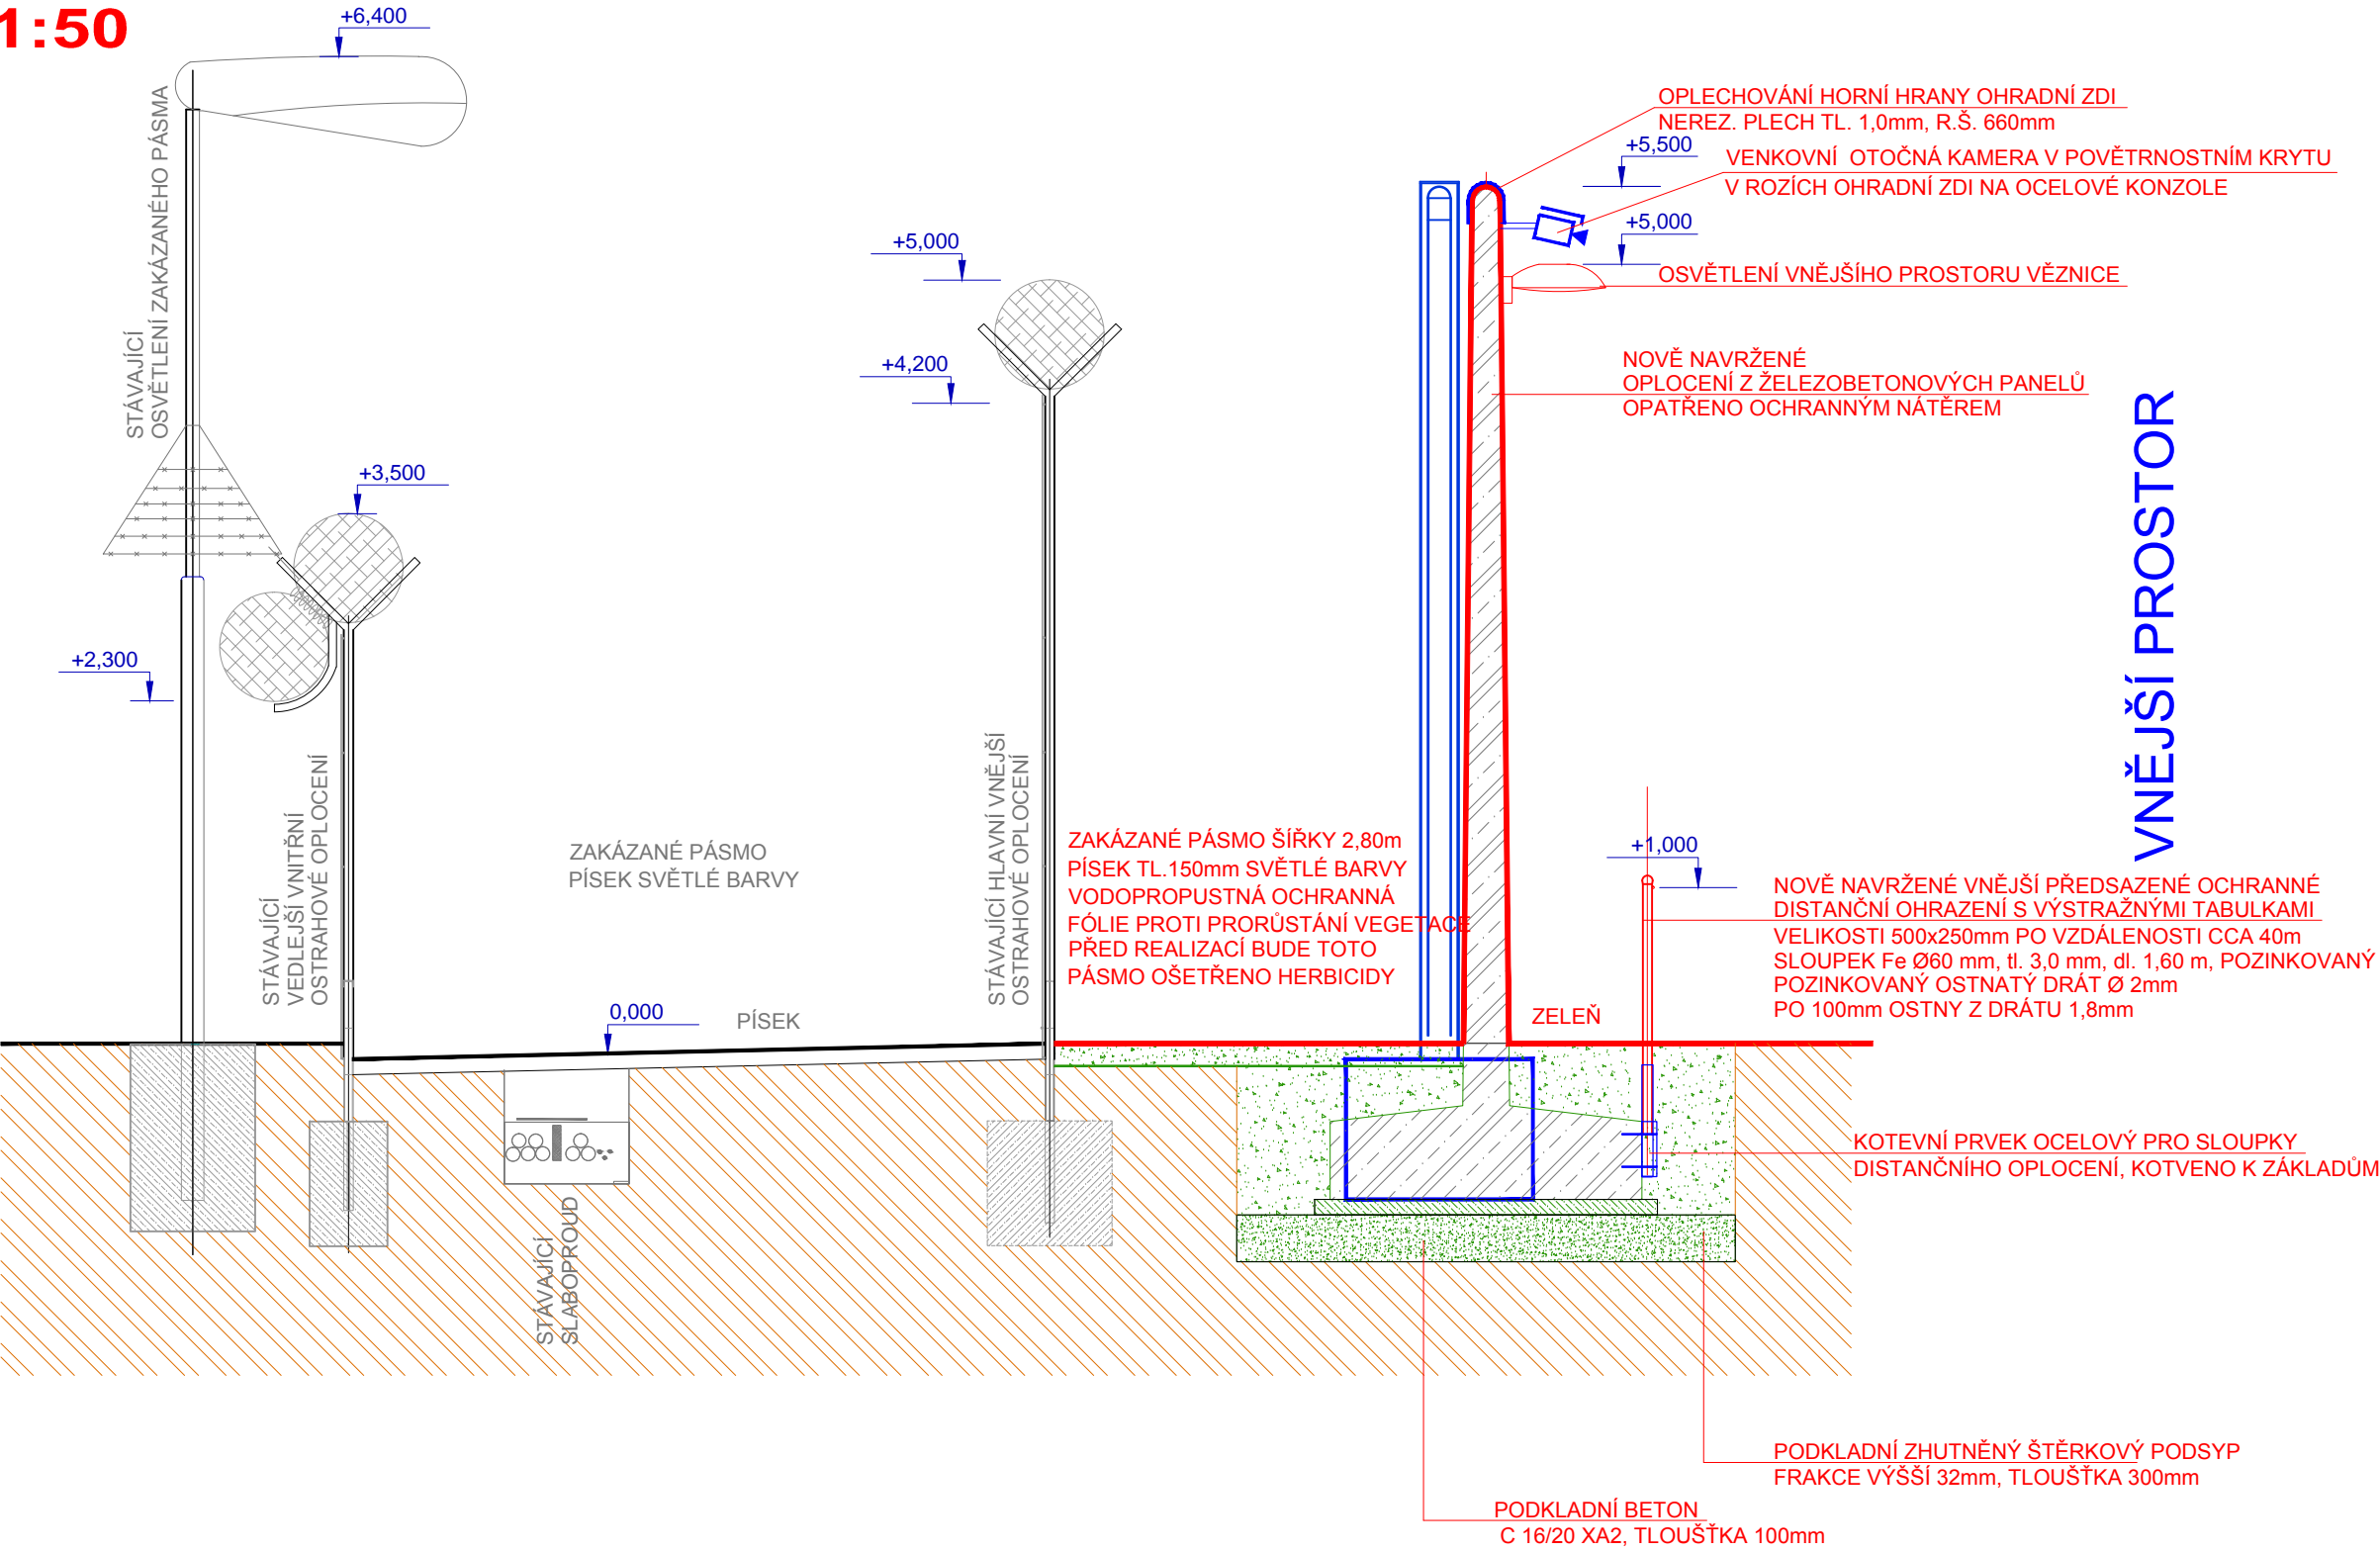 1:50
+6,400
STÁVAJÍCÍ
OSVĚTLENÍ ZAKÁZANÉHO PÁSMA
+3,500
+2,300
STÁVAJÍCÍ
VEDLEJŠÍ VNITŘNÍ
OSTRAHOVÉ OPLOCENÍ
ZAKÁZANÉ PÁSMO
PÍSEK SVĚTLÉ BARVY
0,000
PÍSEK
STÁVAJÍCÍ
SLABOPROUD
+5,000
+4,200
STÁVAJÍCÍ HLAVNÍ VNĚJŠÍ
OSTRAHOVÉ OPLOCENÍ
ZAKÁZANÉ PÁSMO ŠÍŘKY 2,80m
PÍSEK TL.150mm SVĚTLÉ BARVY
VODOPROPUSTNÁ OCHRANNÁ
FÓLIE PROTI PRORŮSTÁNÍ VEGETACE
PŘED REALIZACÍ BUDE TOTO
PÁSMO OŠETŘENO HERBICIDY
OPLECHOVÁNÍ HORNÍ HRANY OHRADNÍ ZDI
NEREZ. PLECH TL. 1,0mm, R.Š. 660mm
+5,500
VENKOVNÍ OTOČNÁ KAMERA V POVĚTRNOSTNÍM KRYTU
V ROZÍCH OHRADNÍ ZDI NA OCELOVÉ KONZOLE
+5,000
OSVĚTLENÍ VNĚJŠÍHO PROSTORU VĚZNICE
NOVĚ NAVRŽENÉ
OPLOCENÍ Z ŽELEZOBETONOVÝCH PANELŮ
OPATŘENO OCHRANNÝM NÁTĚREM
VNĚJŠÍ PROSTOR
+1,000
NOVĚ NAVRŽENÉ VNĚJŠÍ PŘEDSAZENÉ OCHRANNÉ
DISTANČNÍ OHRAZENÍ S VÝSTRAŽNÝMI TABULKAMI
VELIKOSTI 500x250mm PO VZDÁLENOSTI CCA 40m
SLOUPEK Fe Ø60 mm, tl. 3,0 mm, dl. 1,60 m, POZINKOVANÝ
POZINKOVANÝ OSTNATÝ DRÁT Ø 2mm
PO 100mm OSTNY Z DRÁTU 1,8mm
ZELEŇ
KOTEVNÍ PRVEK OCELOVÝ PRO SLOUPKY
DISTANČNÍHO OPLOCENÍ, KOTVENO K ZÁKLADŮM
PODKLADNÍ ZHUTNĚNÝ ŠTĚRKOVÝ PODSYP
FRAKCE VÝŠŠÍ 32mm, TLOUŠŤKA 300mm
PODKLADNÍ BETON
C 16/20 XA2, TLOUŠŤKA 100mm